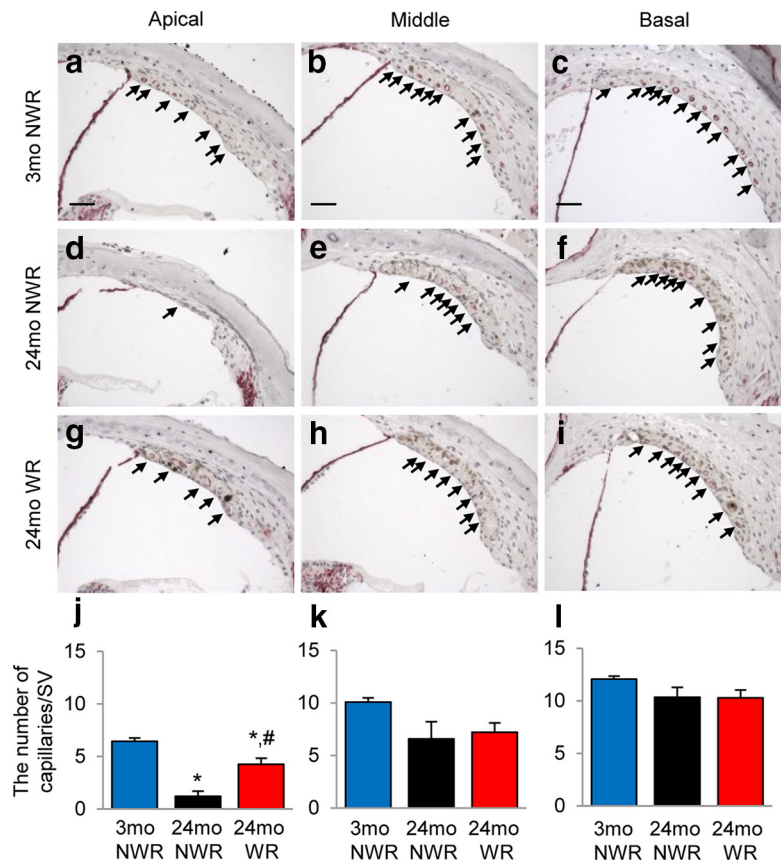 Apical
Middle
Basal
3mo NWR
a
b
c
24mo NWR
d
e
f
24mo WR
g
h
i
j
k
l
The number of
capillaries/SV
15
10
5
0
*
*,#
3mo
NWR
24mo
NWR
24mo
WR
15
10
5
0
3mo
NWR
24mo
NWR
24mo
WR
15
10
5
0
3mo
NWR
24mo
NWR
24mo
WR